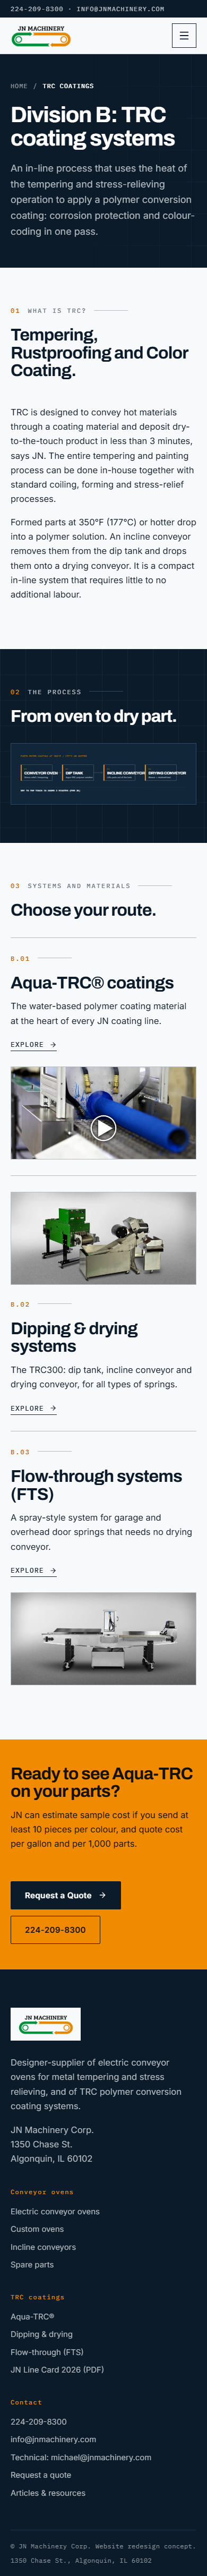 224-209-8300 · INFO@JNMACHINERY.COM
JN MACHINERY
HOME / TRC COATINGS
Division B: TRC
coating systems
An in-line process that uses the heat of
the tempering and stress-relieving
operation to apply a polymer conversion
coating: corrosion protection and colour-
coding in one pass.
01 WHAT IS TRC?
Tempering,
Rustproofing and Color
Coating.
TRC is designed to convey hot materials
through a coating material and deposit dry-
to-the-touch product in less than 3 minutes,
says JN. The entire tempering and painting
process can be done in-house together with
standard coiling, forming and stress-relief
processes.
Formed parts at 350°F (177°C) or hotter drop
into a polymer solution. An incline conveyor
removes them from the dip tank and drops
them onto a drying conveyor. It is a compact
in-line system that requires little to no
additional labour.
02 THE PROCESS
From oven to dry part.
CONVEYOR OVEN
DIP TANK
INCLINE CONVEYOR
DRYING CONVEYOR
03 SYSTEMS AND MATERIALS
Choose your route.
B.01
Aqua-TRC® coatings
The water-based polymer coating material
at the heart of every JN coating line.
EXPLORE →
B.02
Dipping & drying
systems
The TRC300: dip tank, incline conveyor and
drying conveyor, for all types of springs.
EXPLORE →
B.03
Flow-through systems
(FTS)
A spray-style system for garage and
overhead door springs that needs no drying
conveyor.
EXPLORE →
Ready to see Aqua-TRC
on your parts?
JN can estimate sample cost if you send at
least 10 pieces per colour, and quote cost
per gallon and per 1,000 parts.
Request a Quote →
224-209-8300
JN MACHINERY
Designer-supplier of electric conveyor
ovens for metal tempering and stress
relieving, and of TRC polymer conversion
coating systems.
JN Machinery Corp.
1350 Chase St.
Algonquin, IL 60102
Conveyor ovens
Electric conveyor ovens
Custom ovens
Incline conveyors
Spare parts
TRC coatings
Aqua-TRC®
Dipping & drying
Flow-through (FTS)
JN Line Card 2026 (PDF)
Contact
224-209-8300
info@jnmachinery.com
Technical: michael@jnmachinery.com
Request a quote
Articles & resources
© JN Machinery Corp. Website redesign concept.
1350 Chase St., Algonquin, IL 60102